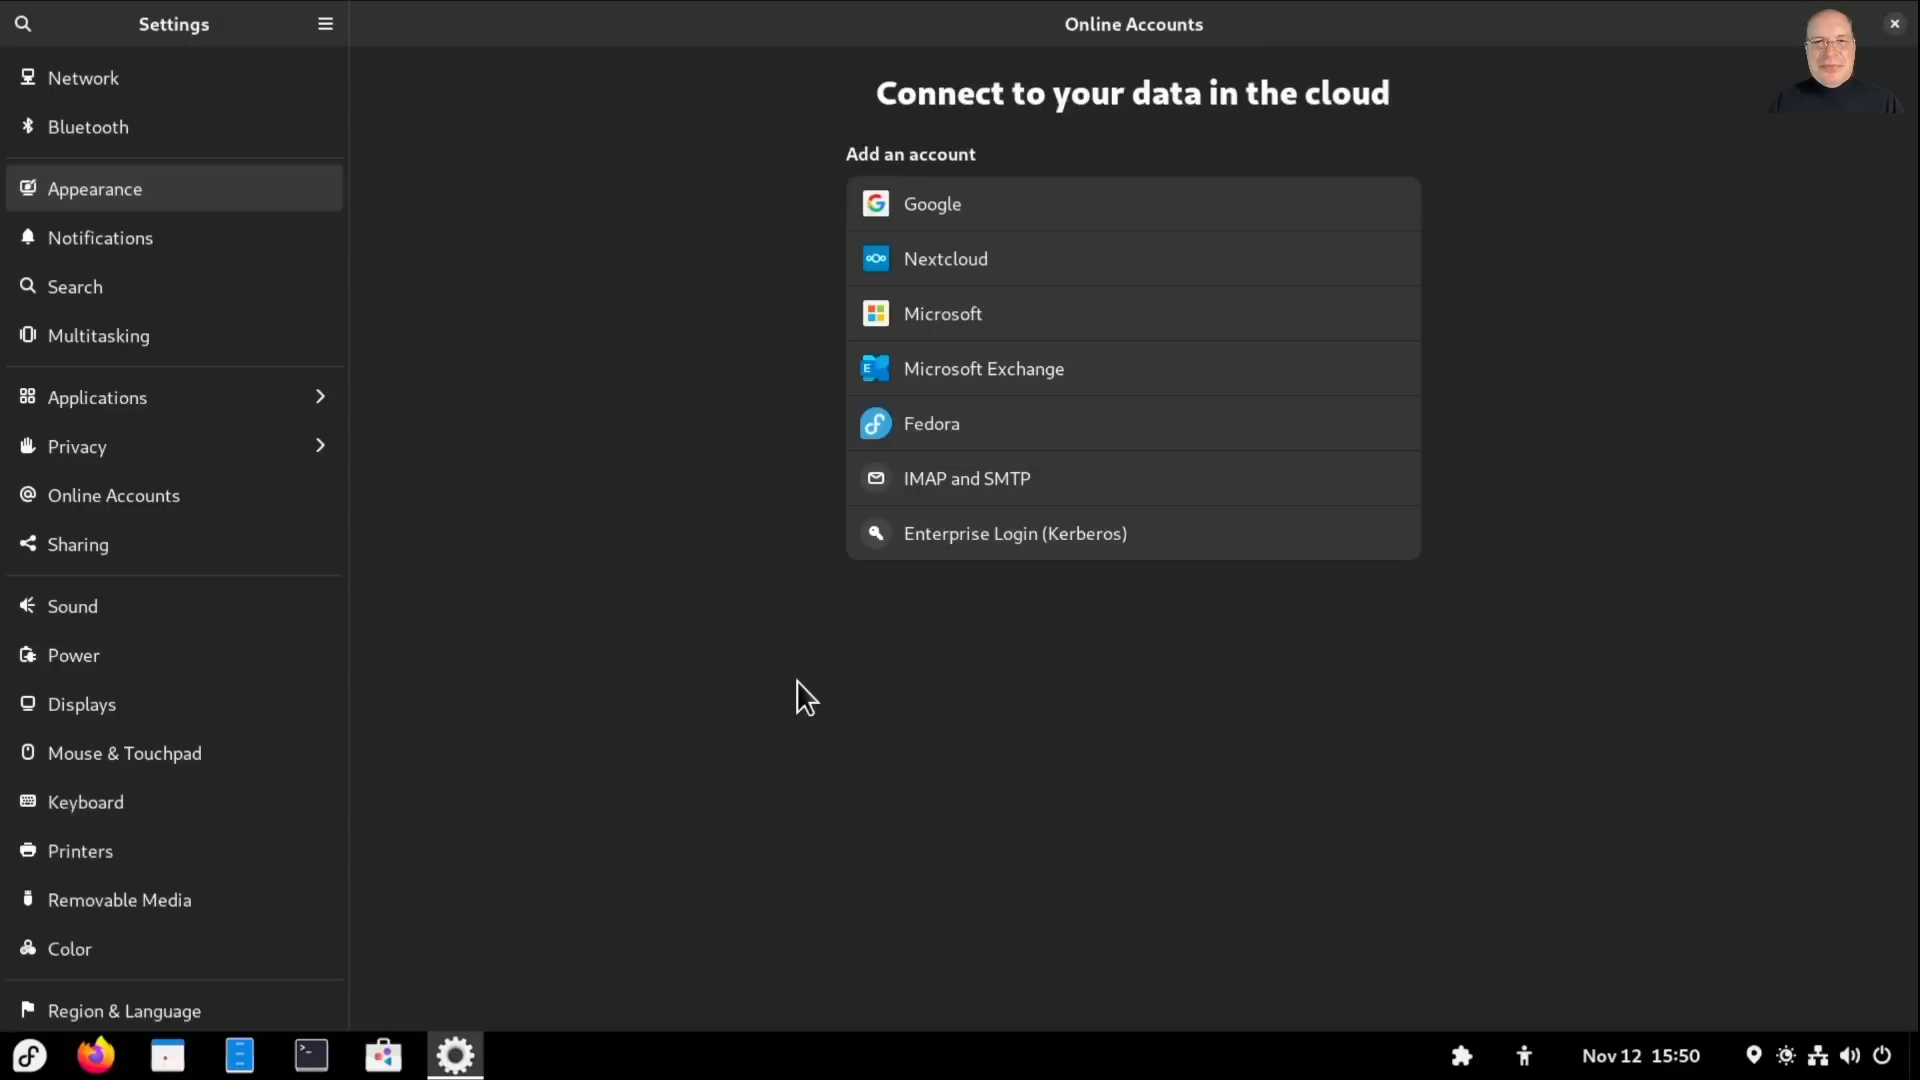 Settings
Online Accounts
Network
Bluetooth
Appearance
Notifications
Search
Multitasking
Applications
Privacy
Online Accounts
Sharing
Sound
Power
Displays
Mouse & Touchpad
Keyboard
Printers
Removable Media
Color
Region & Language
Connect to your data in the cloud
Add an account
Google
Nextcloud
Microsoft
E
Microsoft Exchange
Fedora
IMAP and SMTP
Enterprise Login (Kerberos)
Nov 12 15:50